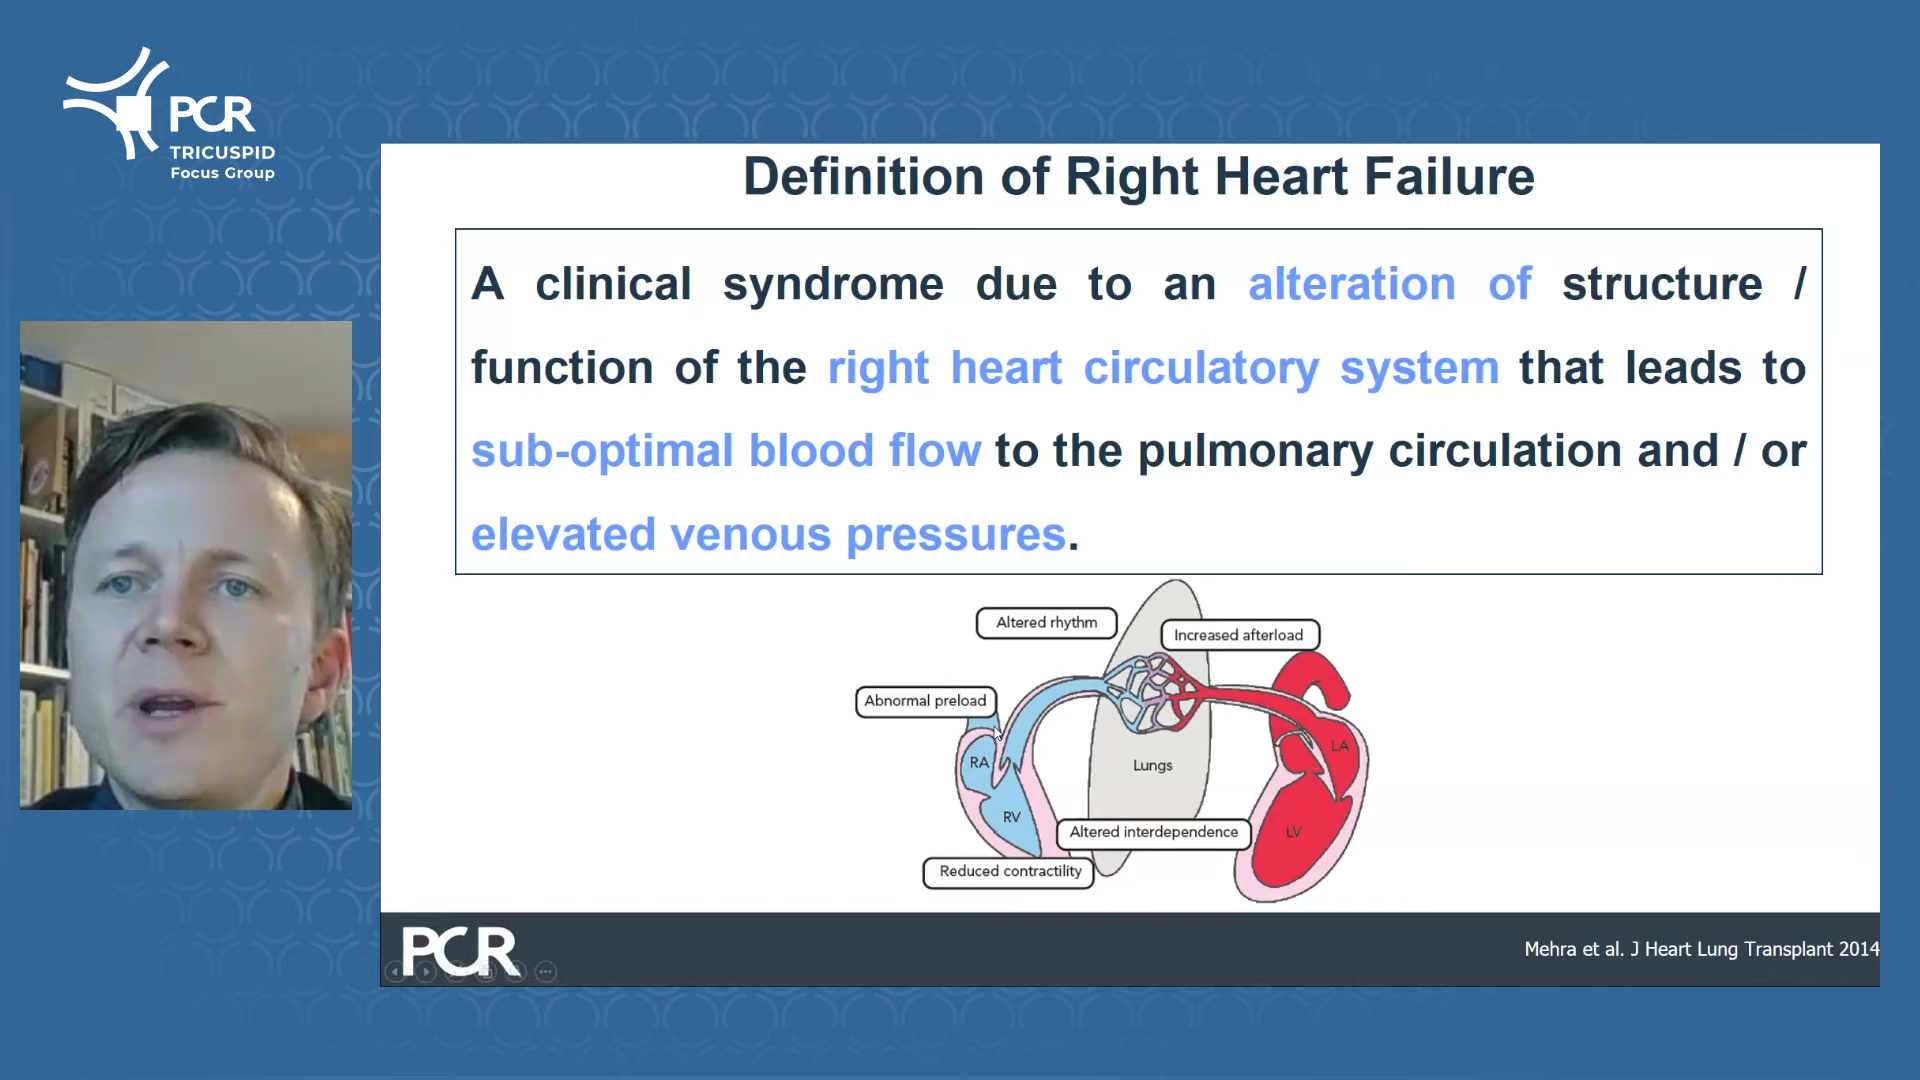 PCR
TRICUSPID
Focus Group
Definition of Right Heart Failure
A clinical syndrome due to an alteration of structure /
function of the right heart circulatory system that leads to
sub-optimal blood flow to the pulmonary circulation and / or
elevated venous pressures.
Altered rhythm
Increased afterload
Abnormal preload
RA
LA
Lungs
RV
Altered interdependence
LV
Reduced contractility
PCR
Mehra et al. J Heart Lung Transplant 2014